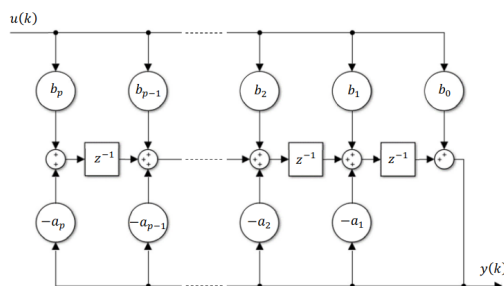 u(k)
b_p b_{p-1} b_2 b_1 b_0
+ + z^{-1} + + + + + + z^{-1} + + + z^{-1} + +
-a_p -a_{p-1} -a_2 -a_1
y(k)